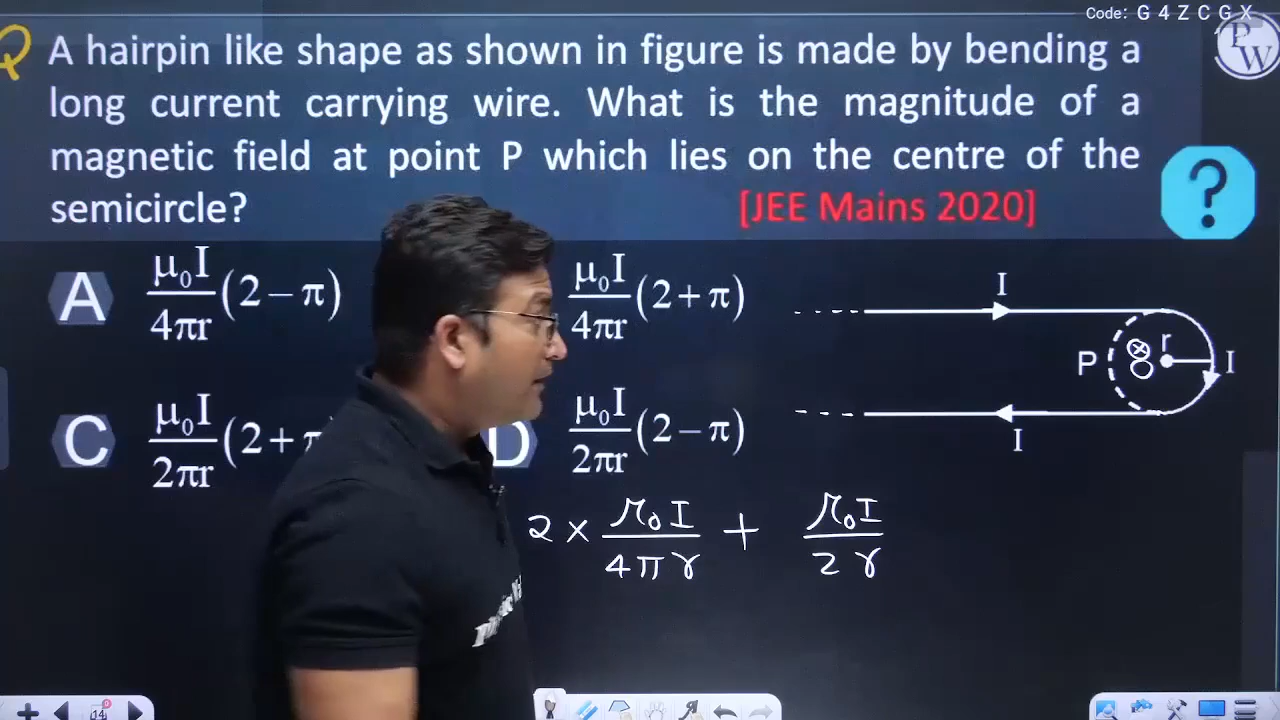 Code: G 4 Z C G X
Q
PW
A hairpin like shape as shown in figure is made by bending a
long current carrying wire. What is the magnitude of a
magnetic field at point P which lies on the centre of the
semicircle?
[JEE Mains 2020]
?
A μ₀I/4πr (2 − π)
μ₀I/4πr (2 + π)
C μ₀I/2πr (2 +
D μ₀I/2πr (2 − π)
I
P ⊗ r I
I
2 × μ₀I/4πr + μ₀I/2r
14